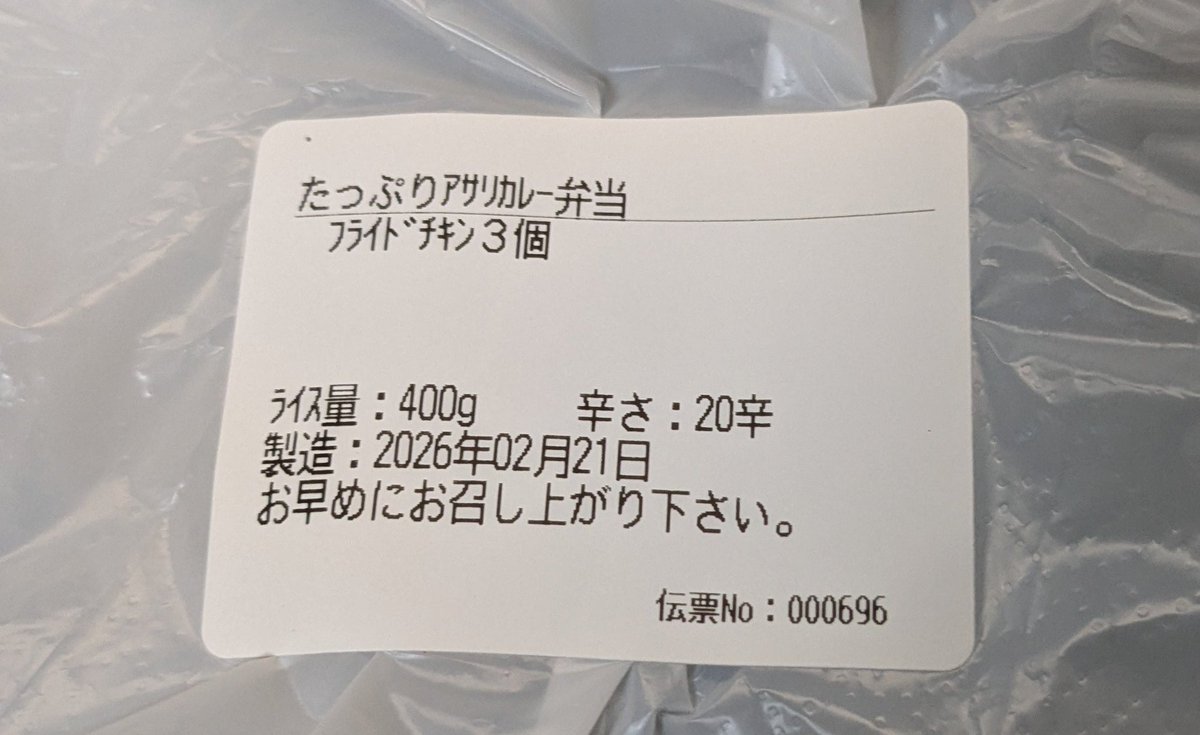 たっぷりｱｻﾘｶﾚｰ弁当
ﾌﾗｲﾄﾞﾁｷﾝ３個
ﾗｲｽ量：400g　辛さ：20辛
製造：2026年02月21日
お早めにお召し上がり下さい。
伝票No：000696